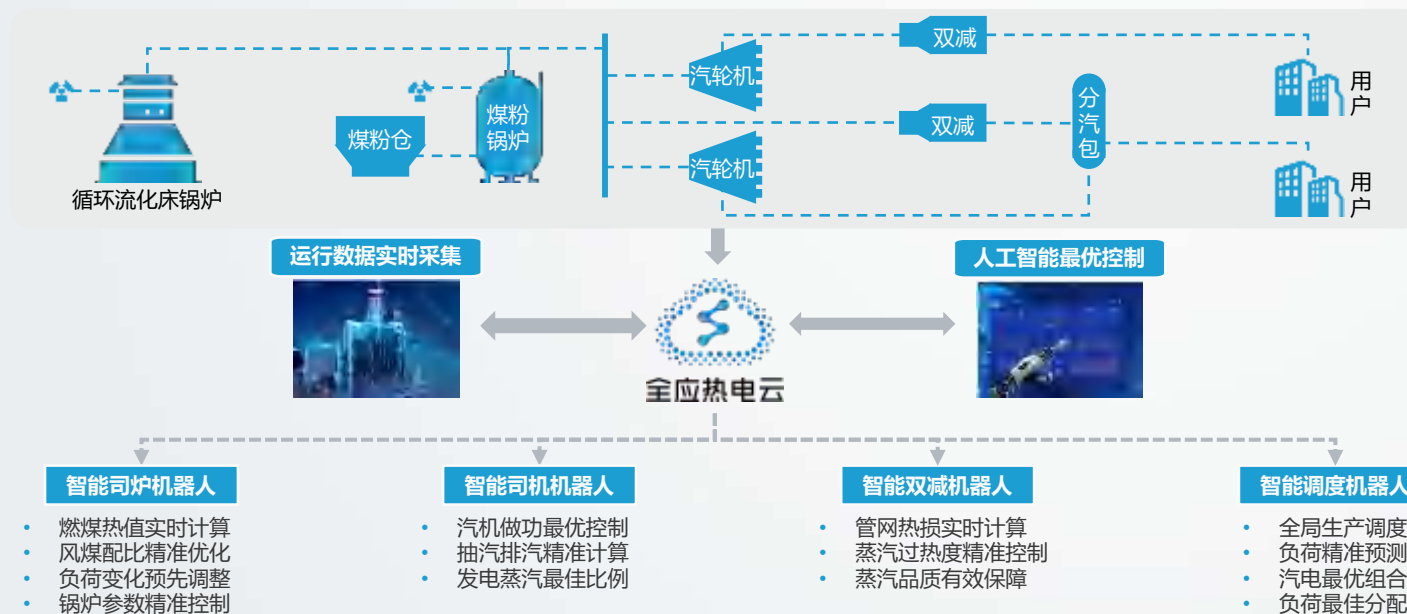 双减
汽轮机
用户
煤粉仓
煤粉
锅炉
双减
分汽包
汽轮机
用户
循环流化床锅炉
运行数据实时采集
人工智能最优控制
全应热电云
智能司炉机器人
智能司机机器人
智能双减机器人
智能调度机器人
• 燃煤热值实时计算
• 风煤配比精准优化
• 负荷变化预先调整
• 锅炉参数精准控制
• 汽机做功最优控制
• 抽汽排汽精准计算
• 发电蒸汽最佳比例
• 管网热损实时计算
• 蒸汽过热度精准控制
• 蒸汽品质有效保障
• 全局生产调度
• 负荷精准预测
• 汽电最优组合
• 负荷最佳分配